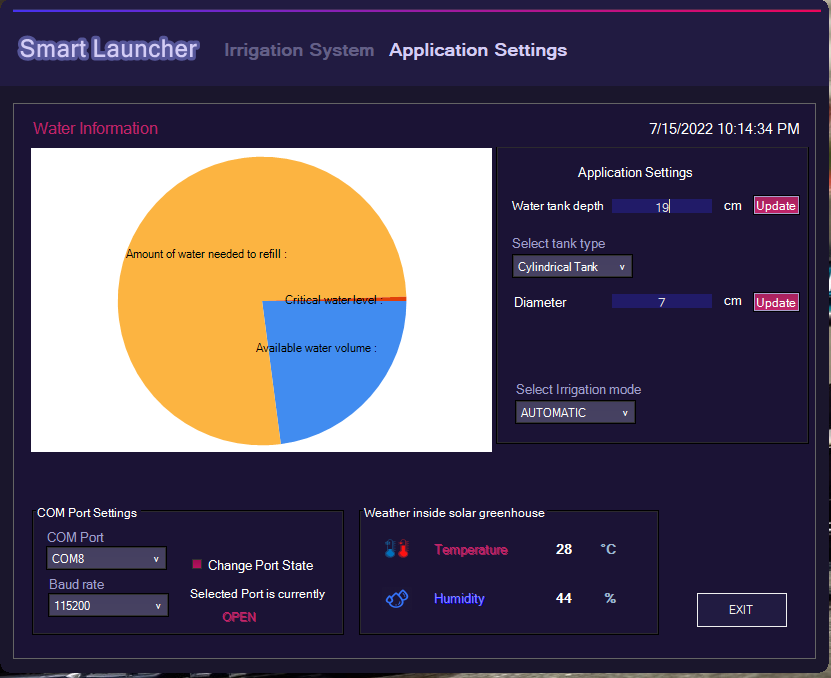 Smart Launcher Irrigation System Application Settings
Water Information
7/15/2022 10:14:34 PM
Amount of water needed to refill :
Critical water level :
Available water volume :
Application Settings
Water tank depth 19 cm Update
Select tank type
Cylindrical Tank
Diameter 7 cm Update
Select Irrigation mode
AUTOMATIC
COM Port Settings
COM Port
COM8
Baud rate
115200
Change Port State
Selected Port is currently
OPEN
Weather inside solar greenhouse
Temperature 28 °C
Humidity 44 %
EXIT